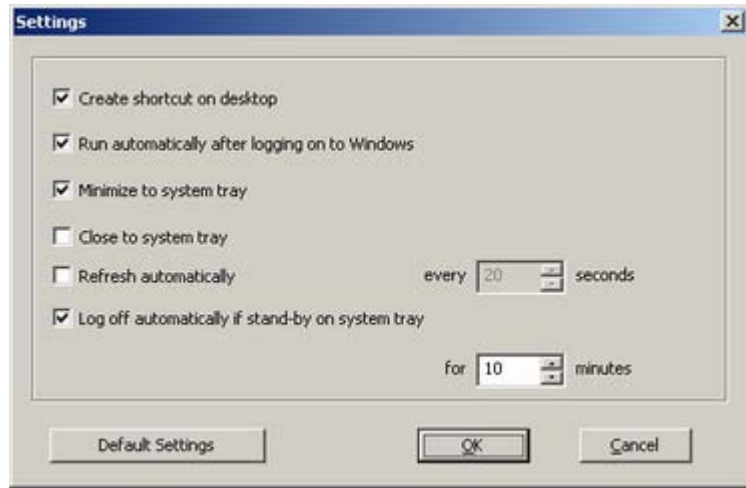 Settings
Create shortcut on desktop
Run automatically after logging on to Windows
Minimize to system tray
Close to system tray
Refresh automatically every 20 seconds
Log off automatically if stand-by on system tray
for 10 minutes
Default Settings OK Cancel